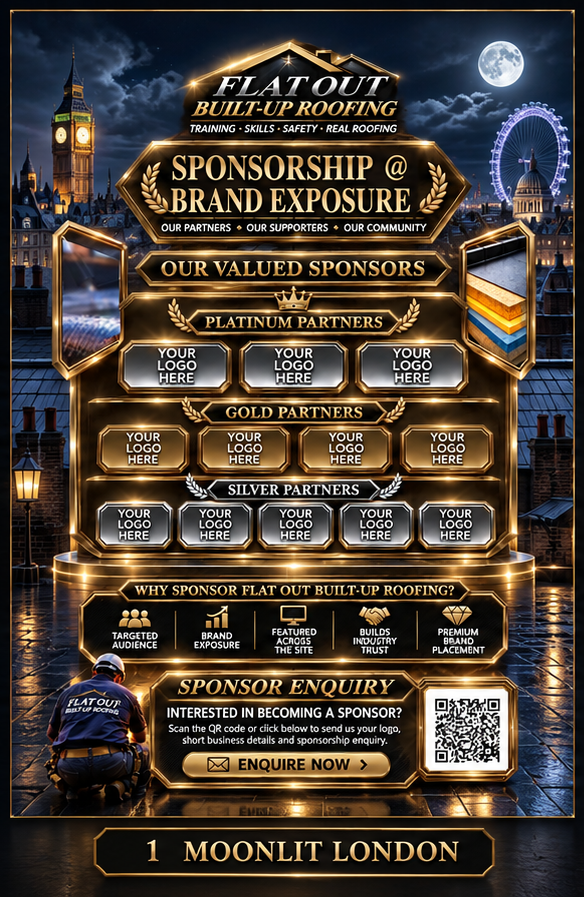 FLAT OUT
BUILT-UP ROOFING
TRAINING • SKILLS • SAFETY • REAL ROOFING
SPONSORSHIP @
BRAND EXPOSURE
OUR PARTNERS • OUR SUPPORTERS • OUR COMMUNITY
OUR VALUED SPONSORS
PLATINUM PARTNERS
YOUR LOGO HERE
YOUR LOGO HERE
YOUR LOGO HERE
GOLD PARTNERS
YOUR LOGO HERE
YOUR LOGO HERE
YOUR LOGO HERE
YOUR LOGO HERE
SILVER PARTNERS
YOUR LOGO HERE
YOUR LOGO HERE
YOUR LOGO HERE
YOUR LOGO HERE
YOUR LOGO HERE
WHY SPONSOR FLAT OUT BUILT-UP ROOFING?
TARGETED
AUDIENCE
BRAND
EXPOSURE
FEATURED
ACROSS
THE SITE
BUILDS
INDUSTRY
TRUST
PREMIUM
BRAND
PLACEMENT
FLAT OUT
BUILT-UP ROOFING
SPONSOR ENQUIRY
INTERESTED IN BECOMING A SPONSOR?
Scan the QR code or click below to send us your logo,
short business details and sponsorship enquiry.
ENQUIRE NOW >
1 MOONLIT LONDON